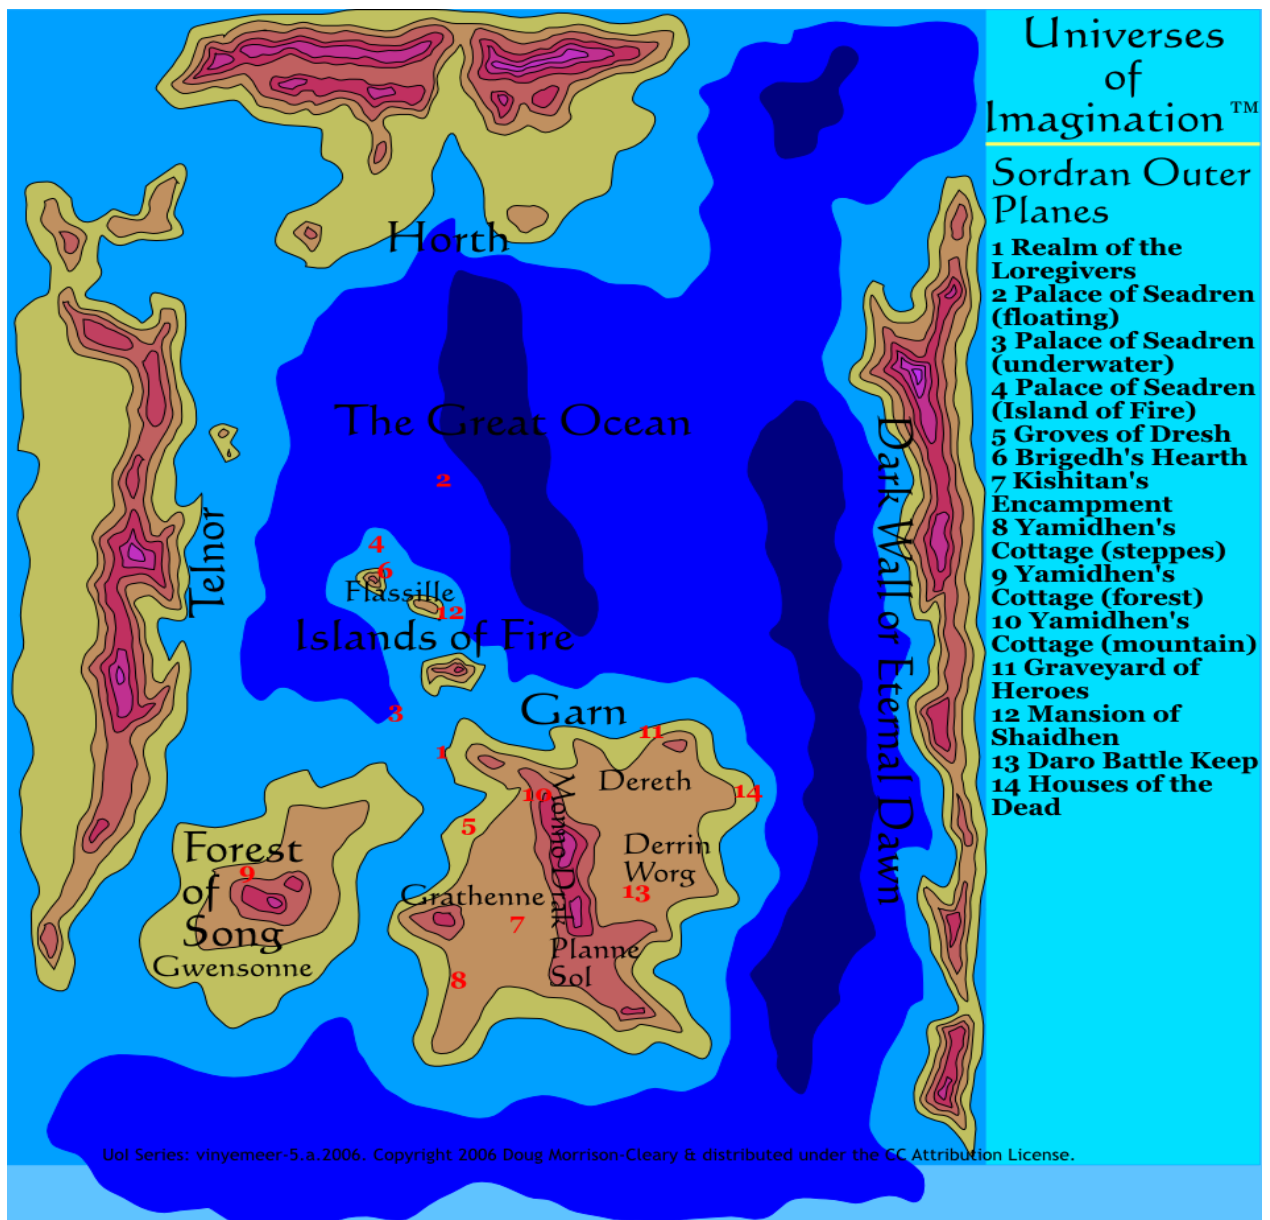 Universes
of
Imagination™
Sordran Outer
Planes
1 Realm of the
Loregivers
2 Palace of Seadren
(floating)
3 Palace of Seadren
(underwater)
4 Palace of Seadren
(Island of Fire)
5 Groves of Dresh
6 Brigedh's Hearth
7 Kishitan's
Encampment
8 Yamidhen's
Cottage (steppes)
9 Yamidhen's
Cottage (forest)
10 Yamidhen's
Cottage (mountain)
11 Graveyard of
Heroes
12 Mansion of
Shaidhen
13 Daro Battle Keep
14 Houses of the
Dead
Horth
The Great Ocean
2
Dark Wall or Eternal Dawn
Telnor
4
6
Flassille
12
Islands of Fire
3
Garn
1
11
Dereth
10
14
Mormo Drak
5
Forest
of
Song
9
Derrin
Worg
13
Grathenne
7
Planne
Sol
Gwensonne
8
UoI Series: vinyemeer-5.a.2006. Copyright 2006 Doug Morrison-Cleary & distributed under the CC Attribution License.